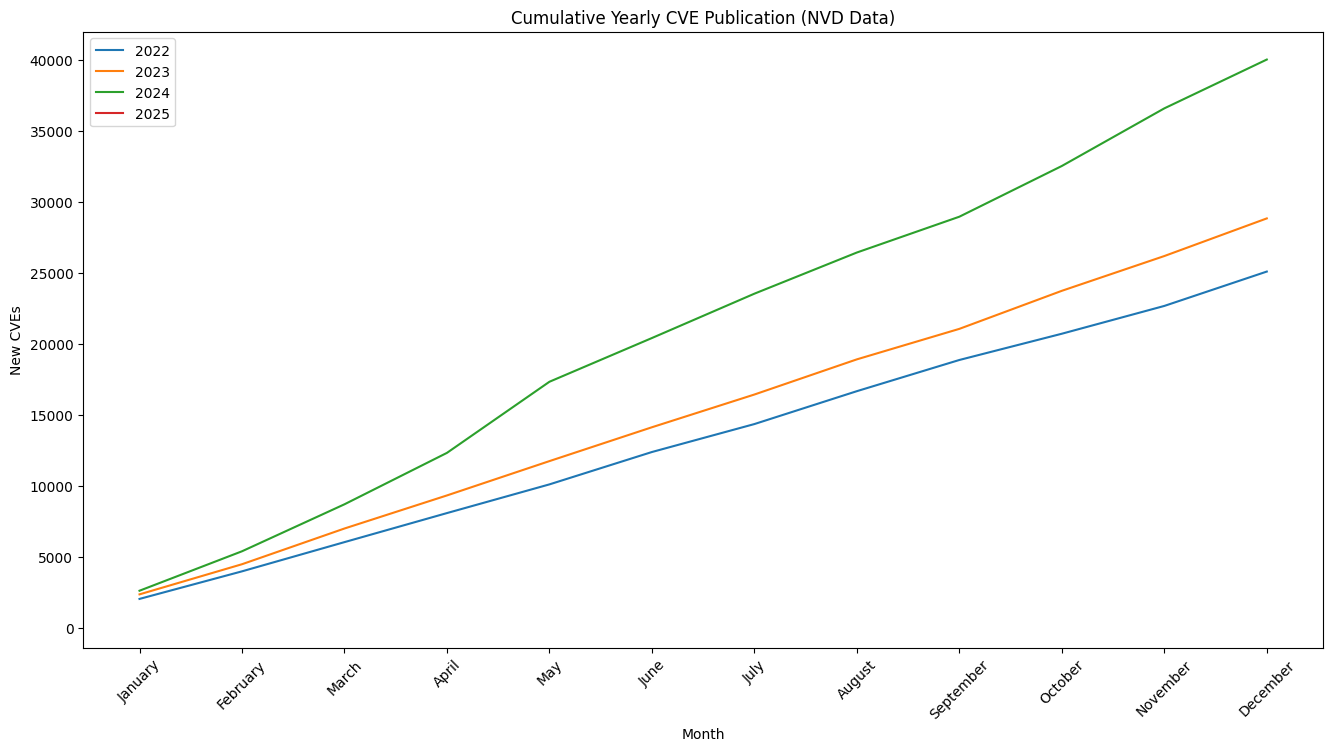 Cumulative Yearly CVE Publication (NVD Data)
2022
2023
2024
2025
40000
35000
30000
25000
20000
15000
10000
5000
0
New CVEs
January
February
March
April
May
June
July
August
September
October
November
December
Month